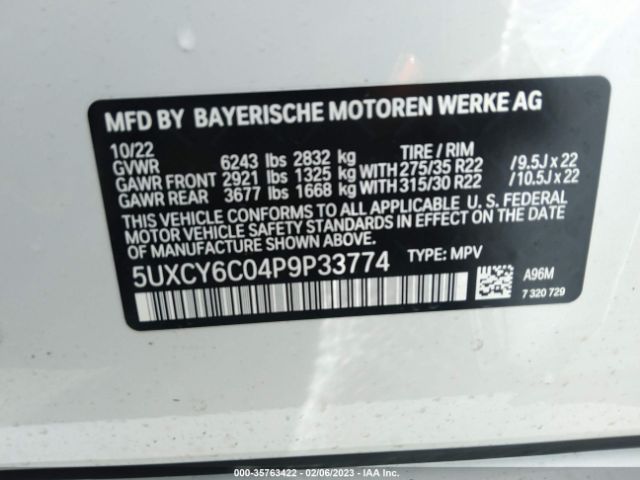 MFD BY BAYERISCHE MOTOREN WERKE AG
10/22 TIRE / RIM
GVWR 6243 lbs 2832 kg
GAWR FRONT 2921 lbs 1325 kg WITH 275/35 R22 /9.5J x 22
GAWR REAR 3677 lbs 1668 kg WITH 315/30 R22 /10.5J x 22
THIS VEHICLE CONFORMS TO ALL APPLICABLE U. S. FEDERAL
MOTOR VEHICLE SAFETY STANDARDS IN EFFECT ON THE DATE
OF MANUFACTURE SHOWN ABOVE.
5UXCY6C04P9P33774 TYPE: MPV
A96M
7 320 729
000-35763422 - 02/06/2023 - IAA Inc.